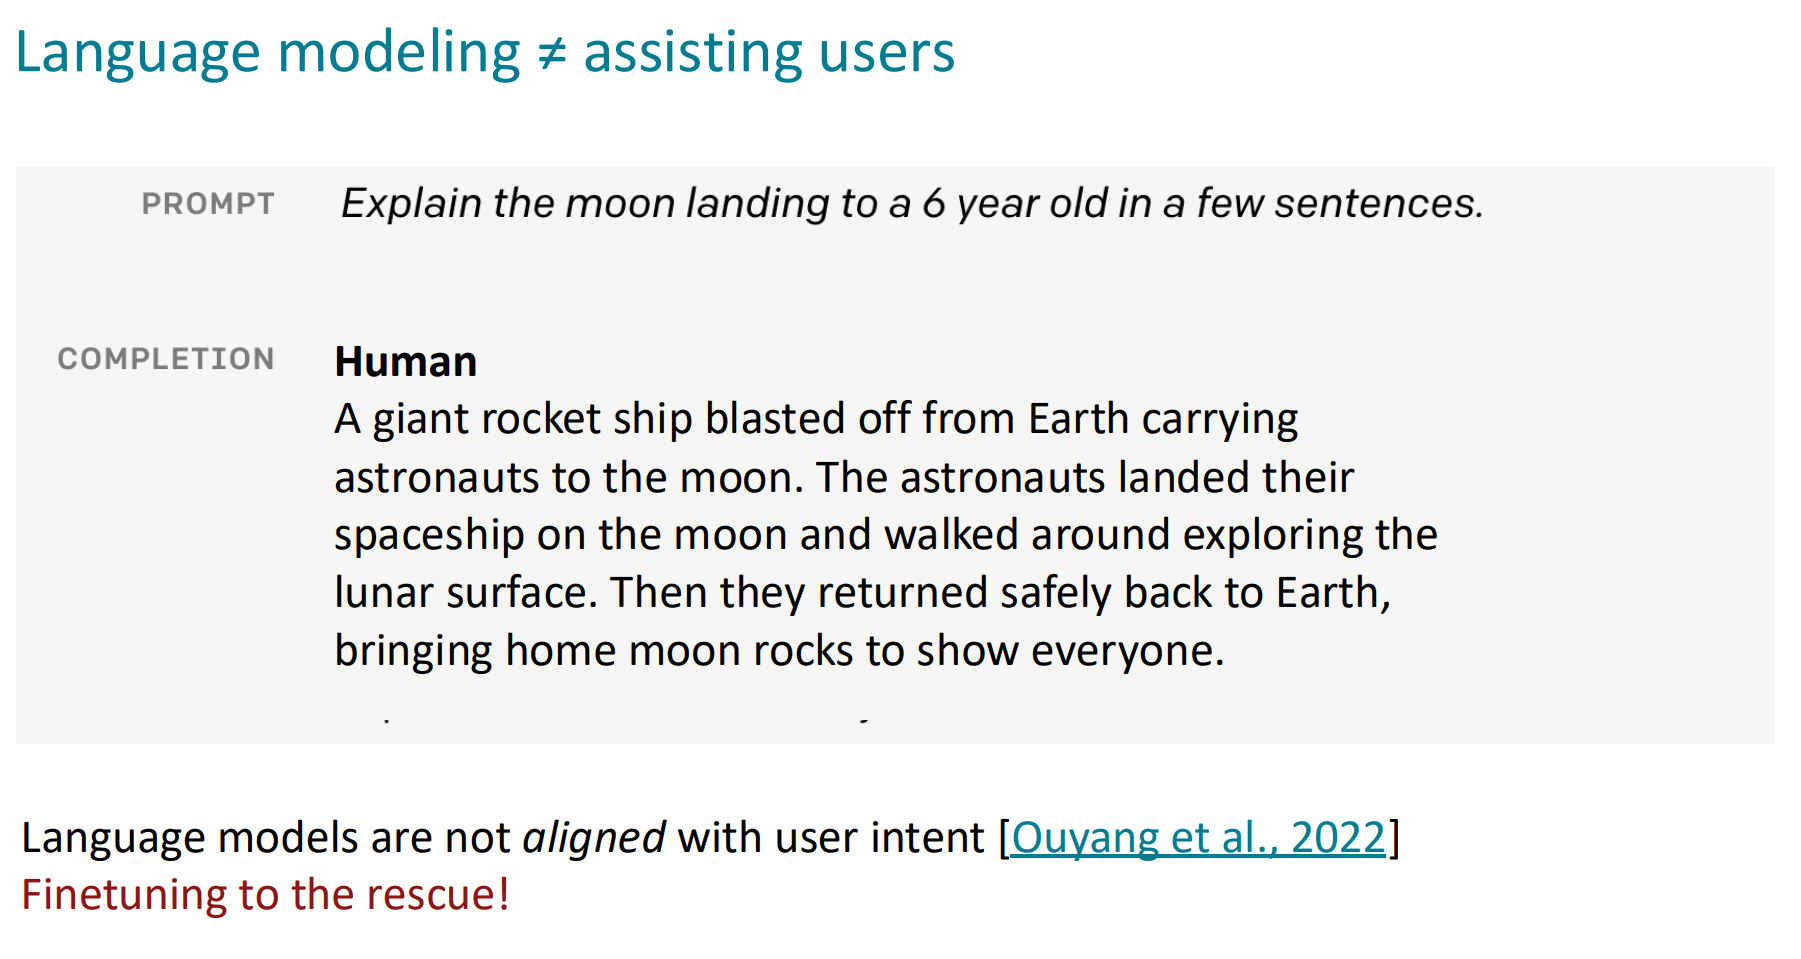 Language modeling ≠ assisting users
PROMPT Explain the moon landing to a 6 year old in a few sentences.
COMPLETION Human
A giant rocket ship blasted off from Earth carrying
astronauts to the moon. The astronauts landed their
spaceship on the moon and walked around exploring the
lunar surface. Then they returned safely back to Earth,
bringing home moon rocks to show everyone.
Language models are not aligned with user intent [Ouyang et al., 2022]
Finetuning to the rescue!